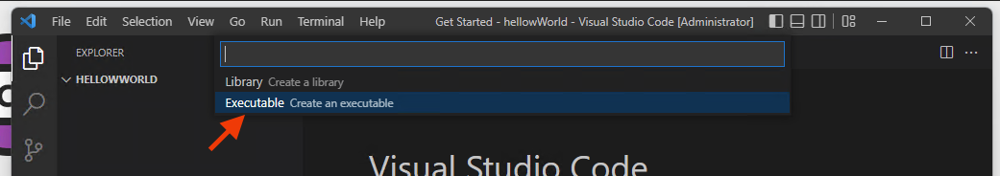 File Edit Selection View Go Run Terminal Help Get Started - hellowWorld - Visual Studio Code [Administrator]
EXPLORER
HELLOWWORLD
Library Create a library
Executable Create an executable
Visual Studio Code